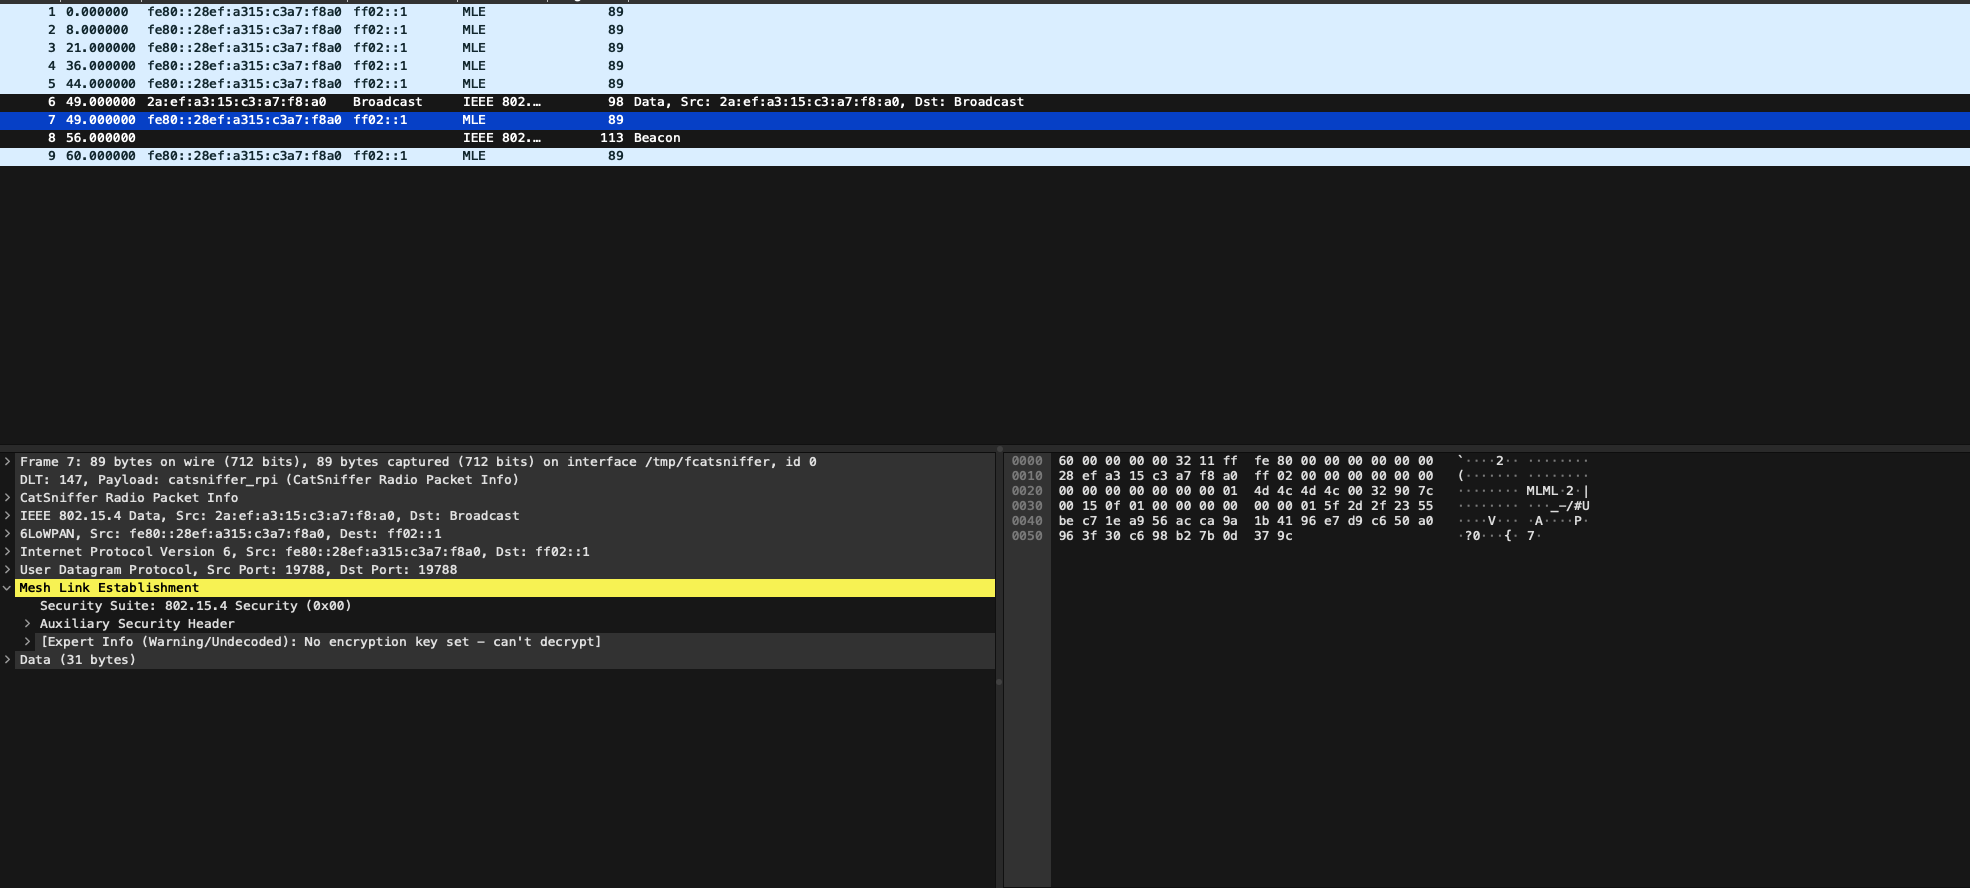 1 0.000000 fe80::28ef:a315:c3a7:f8a0 ff02::1 MLE 89
2 8.000000 fe80::28ef:a315:c3a7:f8a0 ff02::1 MLE 89
3 21.000000 fe80::28ef:a315:c3a7:f8a0 ff02::1 MLE 89
4 36.000000 fe80::28ef:a315:c3a7:f8a0 ff02::1 MLE 89
5 44.000000 fe80::28ef:a315:c3a7:f8a0 ff02::1 MLE 89
6 49.000000 2a:ef:a3:15:c3:a7:f8:a0 Broadcast IEEE 802.… 98 Data, Src: 2a:ef:a3:15:c3:a7:f8:a0, Dst: Broadcast
7 49.000000 fe80::28ef:a315:c3a7:f8a0 ff02::1 MLE 89
8 56.000000 IEEE 802.… 113 Beacon
9 60.000000 fe80::28ef:a315:c3a7:f8a0 ff02::1 MLE 89
Frame 7: 89 bytes on wire (712 bits), 89 bytes captured (712 bits) on interface /tmp/fcatsniffer, id 0
DLT: 147, Payload: catsniffer_rpi (CatSniffer Radio Packet Info)
CatSniffer Radio Packet Info
IEEE 802.15.4 Data, Src: 2a:ef:a3:15:c3:a7:f8:a0, Dst: Broadcast
6LoWPAN, Src: fe80::28ef:a315:c3a7:f8a0, Dest: ff02::1
Internet Protocol Version 6, Src: fe80::28ef:a315:c3a7:f8a0, Dst: ff02::1
User Datagram Protocol, Src Port: 19788, Dst Port: 19788
Mesh Link Establishment
Security Suite: 802.15.4 Security (0x00)
Auxiliary Security Header
[Expert Info (Warning/Undecoded): No encryption key set – can't decrypt]
Data (31 bytes)
0000 60 00 00 00 00 32 11 ff fe 80 00 00 00 00 00 00 `····2·· ········
0010 28 ef a3 15 c3 a7 f8 a0 ff 02 00 00 00 00 00 00 (······· ········
0020 00 00 00 00 00 00 00 01 4d 4c 4d 4c 00 32 90 7c ········ MLML·2·|
0030 00 15 0f 01 00 00 00 00 00 00 01 5f 2d 2f 23 55 ········ ···_-/#U
0040 be c7 1e a9 56 ac ca 9a 1b 41 96 e7 d9 c6 50 a0 ····V··· ·A····P·
0050 96 3f 30 c6 98 b2 7b 0d 37 9c ·?0···{· 7·